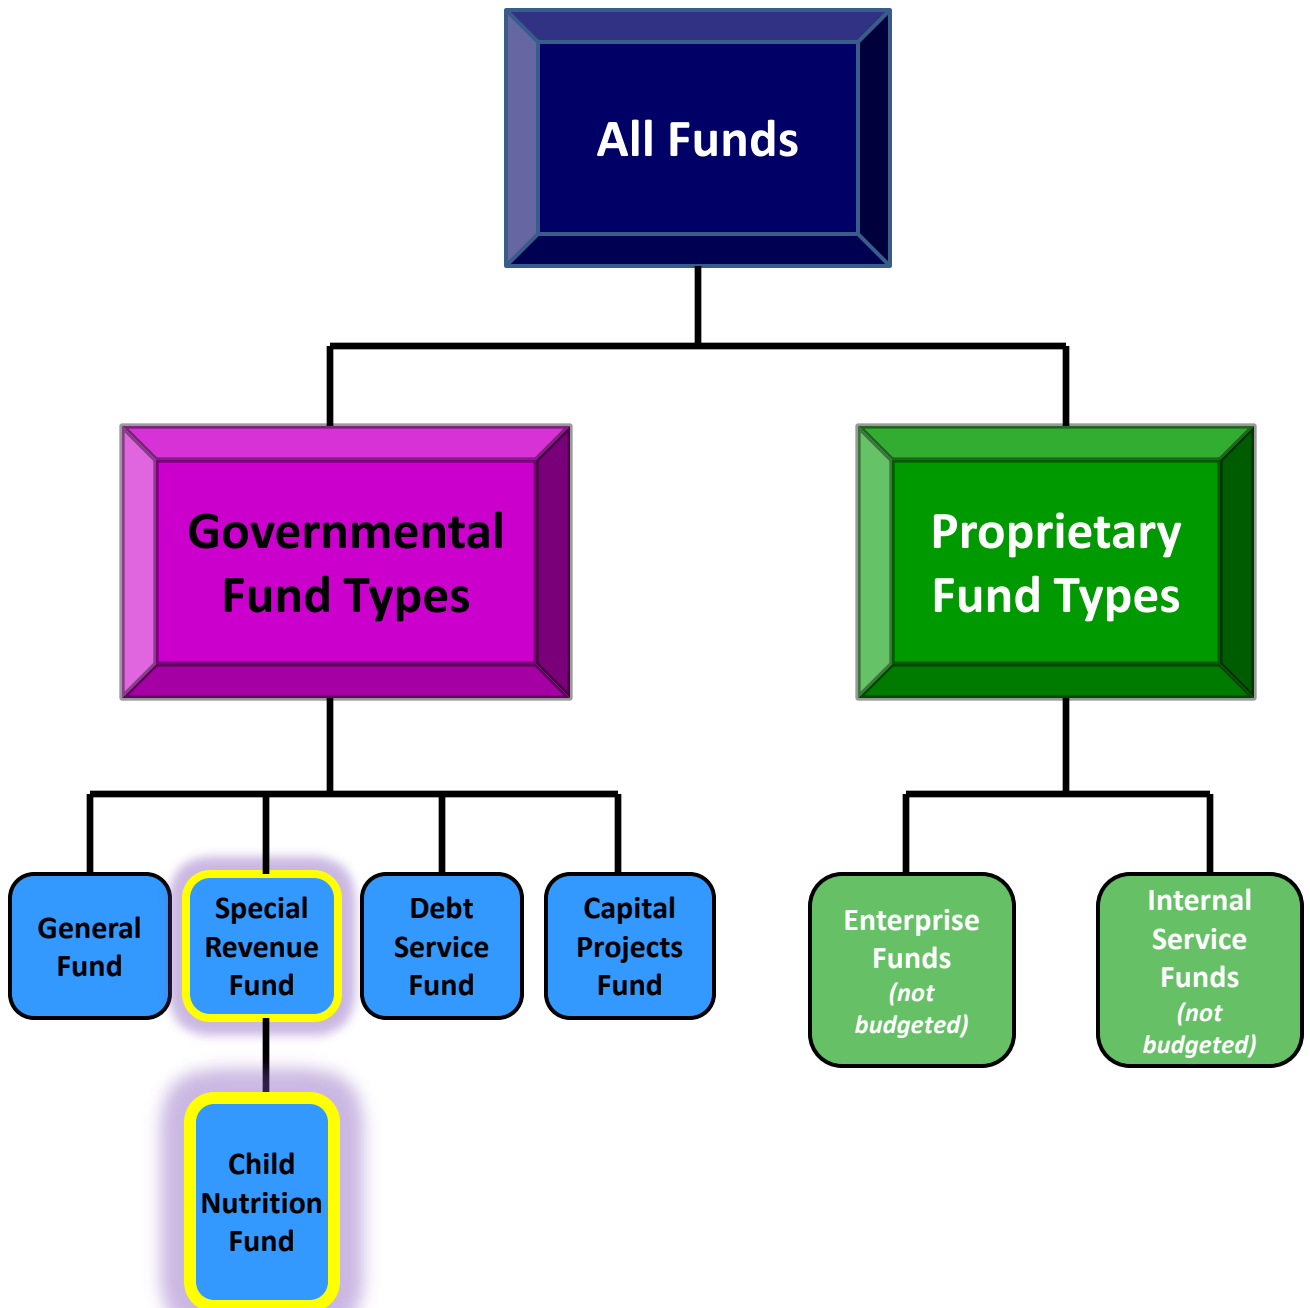 All Funds
Governmental
Fund Types
Proprietary
Fund Types
General
Fund
Special
Revenue
Fund
Debt
Service
Fund
Capital
Projects
Fund
Enterprise
Funds
(not
budgeted)
Internal
Service
Funds
(not
budgeted)
Child
Nutrition
Fund